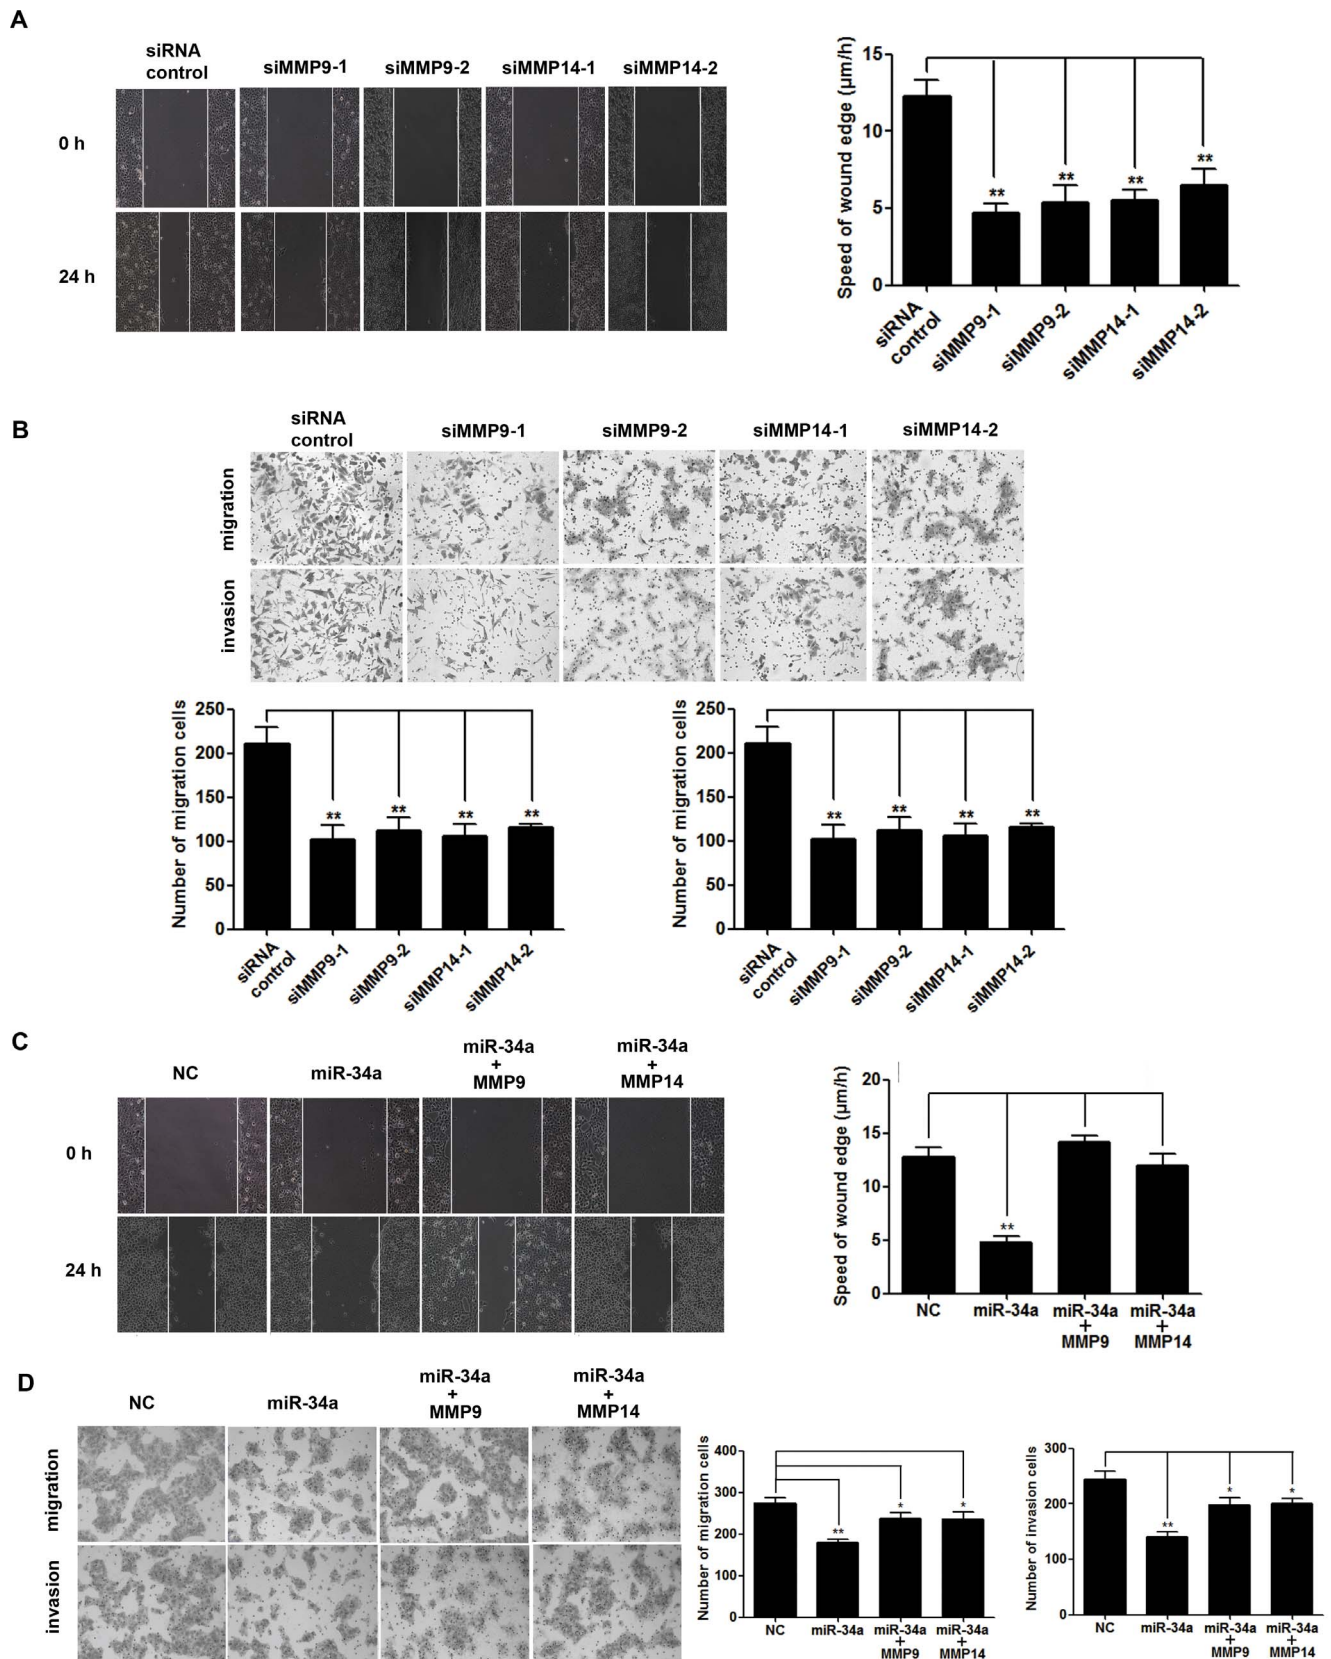 A
siRNA
control
siMMP9-1
siMMP9-2
siMMP14-1
siMMP14-2
0 h
24 h
Speed of wound edge (µm/h)
15
10
5
0
**
**
**
**
siRNA
control
siMMP9-1
siMMP9-2
siMMP14-1
siMMP14-2
B
siRNA
control
siMMP9-1
siMMP9-2
siMMP14-1
siMMP14-2
migration
invasion
Number of migration cells
250
200
150
100
50
0
**
**
**
**
siRNA
control
siMMP9-1
siMMP9-2
siMMP14-1
siMMP14-2
Number of migration cells
250
200
150
100
50
0
**
**
**
**
siRNA
control
siMMP9-1
siMMP9-2
siMMP14-1
siMMP14-2
C
NC
miR-34a
miR-34a
+
MMP9
miR-34a
+
MMP14
0 h
24 h
Speed of wound edge (µm/h)
20
15
10
5
0
**
NC
miR-34a
miR-34a
+
MMP9
miR-34a
+
MMP14
D
NC
miR-34a
miR-34a
+
MMP9
miR-34a
+
MMP14
migration
invasion
Number of migration cells
400
300
200
100
0
**
*
*
NC
miR-34a
miR-34a
+
MMP9
miR-34a
+
MMP14
Number of invasion cells
300
200
100
0
**
*
*
NC
miR-34a
miR-34a
+
MMP9
miR-34a
+
MMP14